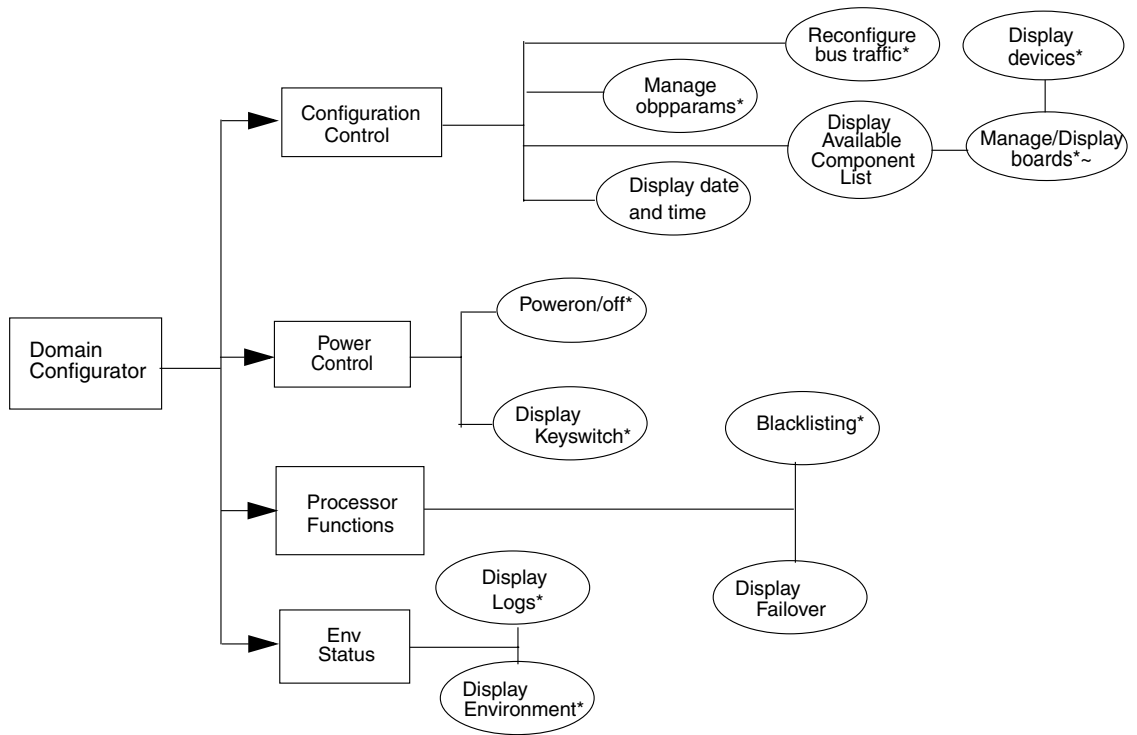 Reconfigure
bus traffic*
Display
devices*
Manage
obpparams*
Configuration
Control
Display
Available
Component
List
Manage/Display
boards*~
Display date
and time
Poweron/off*
Domain
Configurator
Power
Control
Display
Keyswitch*
Blacklisting*
Processor
Functions
Display
Logs*
Display
Failover
Env
Status
Display
Environment*